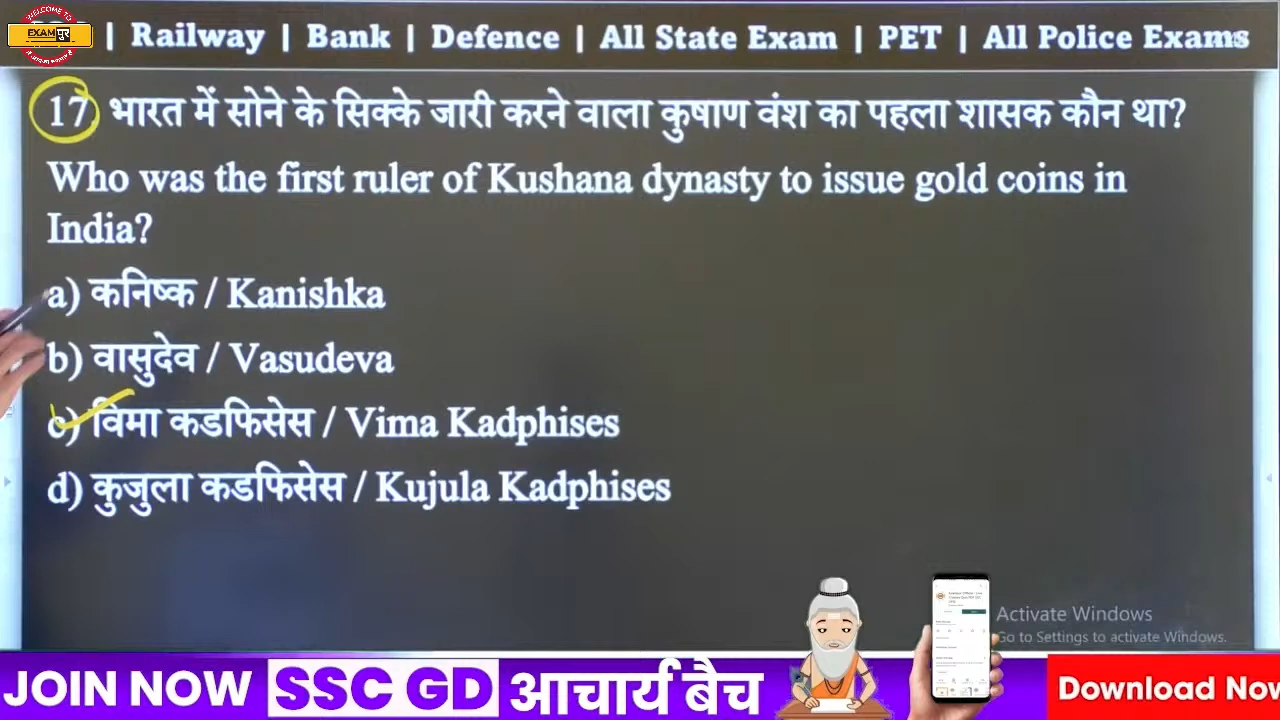 WELCOME TO
EXAM पुर
| Railway | Bank | Defence | All State Exam | PET | All Police Exams
17. भारत में सोने के सिक्के जारी करने वाला कुषाण वंश का पहला शासक कौन था?
Who was the first ruler of Kushana dynasty to issue gold coins in
India?
a) कनिष्क / Kanishka
b) वासुदेव / Vasudeva
c) विमा कडफिसेस / Vima Kadphises
d) कुजुला कडफिसेस / Kujula Kadphises
Activate Windows
Go to Settings to activate Windows.
JOIN NOW SSC GD आचार्य बैच
Download Now